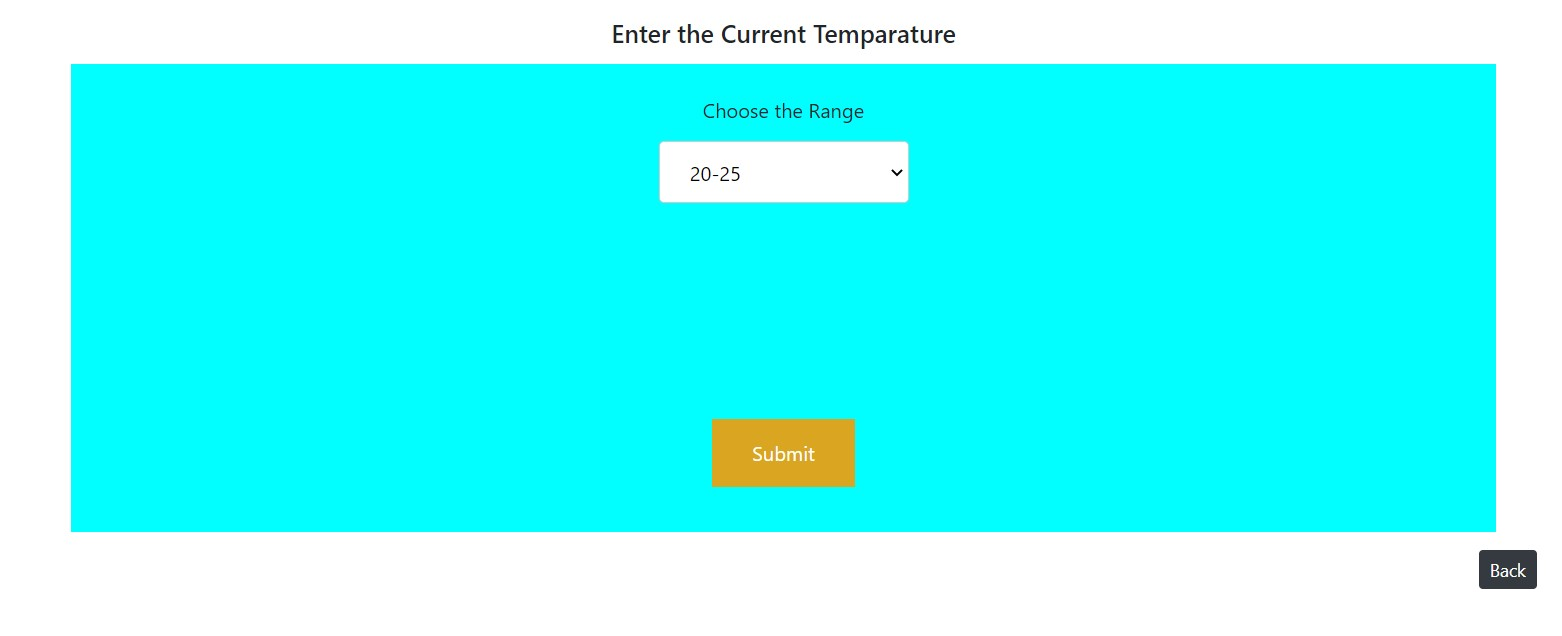 Enter the Current Temparature
Choose the Range
20-25
Submit
Back